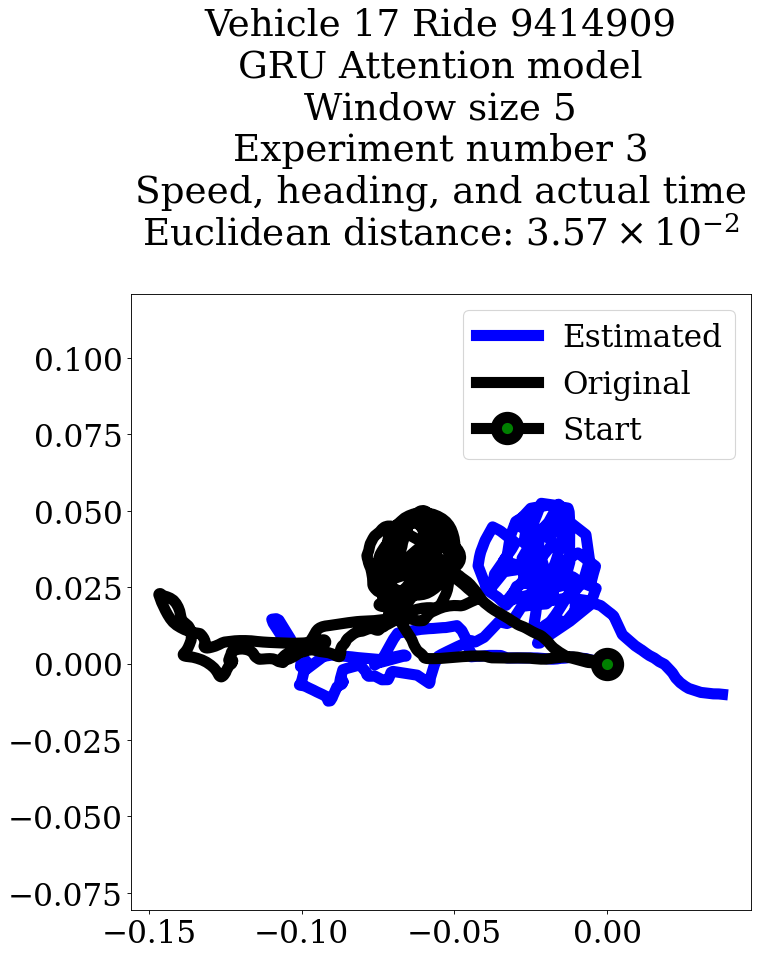 Vehicle 17 Ride 9414909
GRU Attention model
Window size 5
Experiment number 3
Speed, heading, and actual time
Euclidean distance: 3.57 × 10⁻²
Estimated
Original
Start
0.100
0.075
0.050
0.025
0.000
−0.025
−0.050
−0.075
−0.15
−0.10
−0.05
0.00